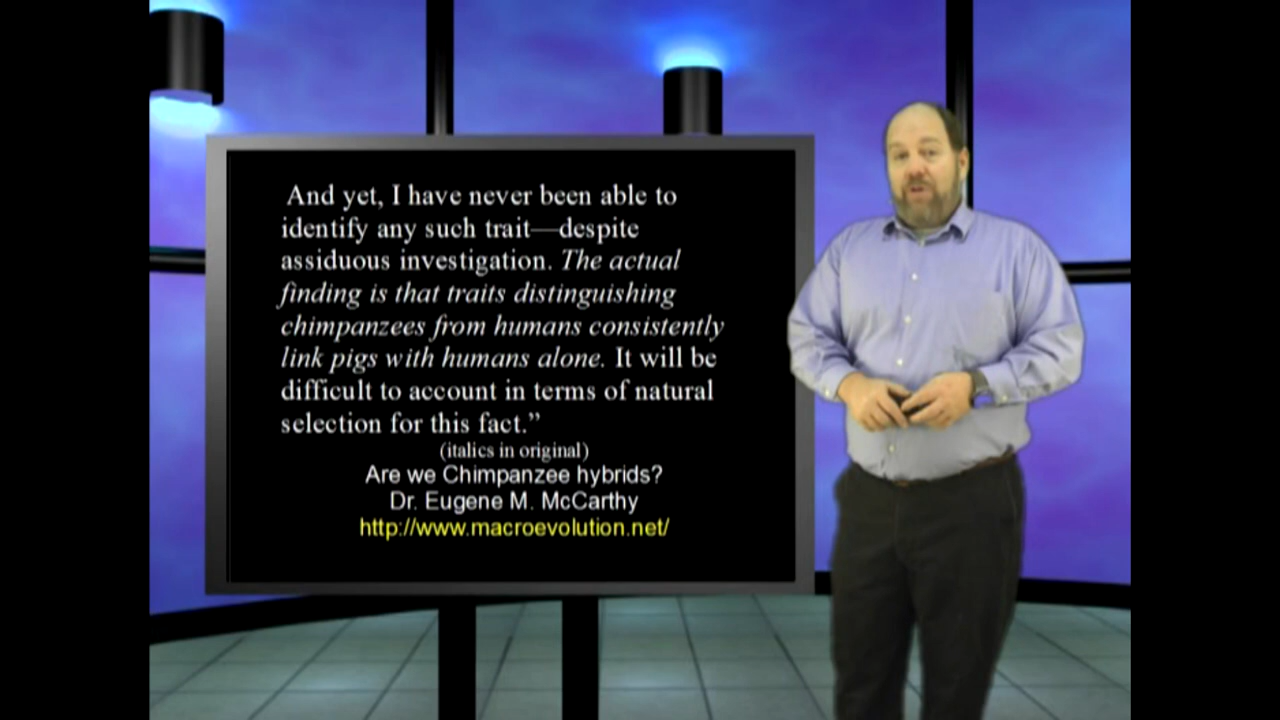 And yet, I have never been able to
identify any such trait—despite
assiduous investigation. The actual
finding is that traits distinguishing
chimpanzees from humans consistently
link pigs with humans alone. It will be
difficult to account in terms of natural
selection for this fact.”
(italics in original)
Are we Chimpanzee hybrids?
Dr. Eugene M. McCarthy
http://www.macroevolution.net/